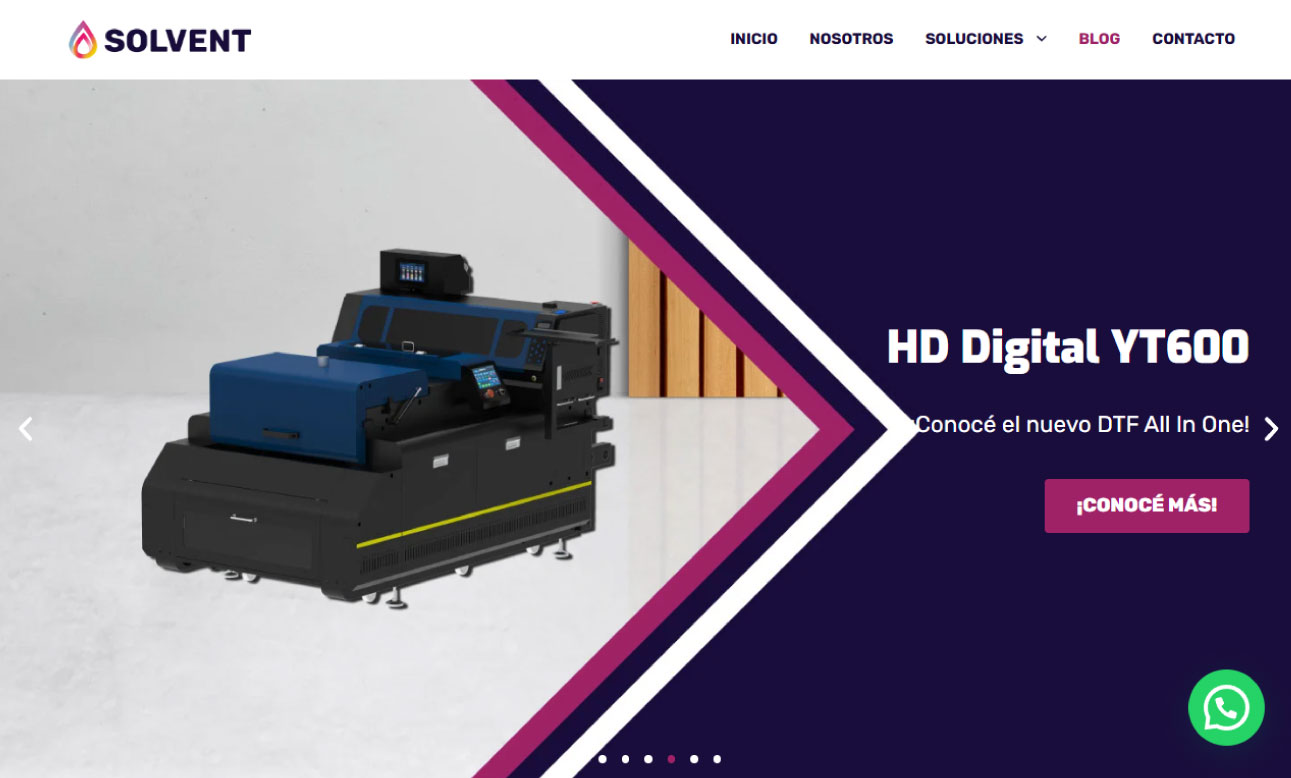 SOLVENT
INICIO NOSOTROS SOLUCIONES BLOG CONTACTO
HD Digital YT600
Conocé el nuevo DTF All In One!
¡CONOCÉ MÁS!